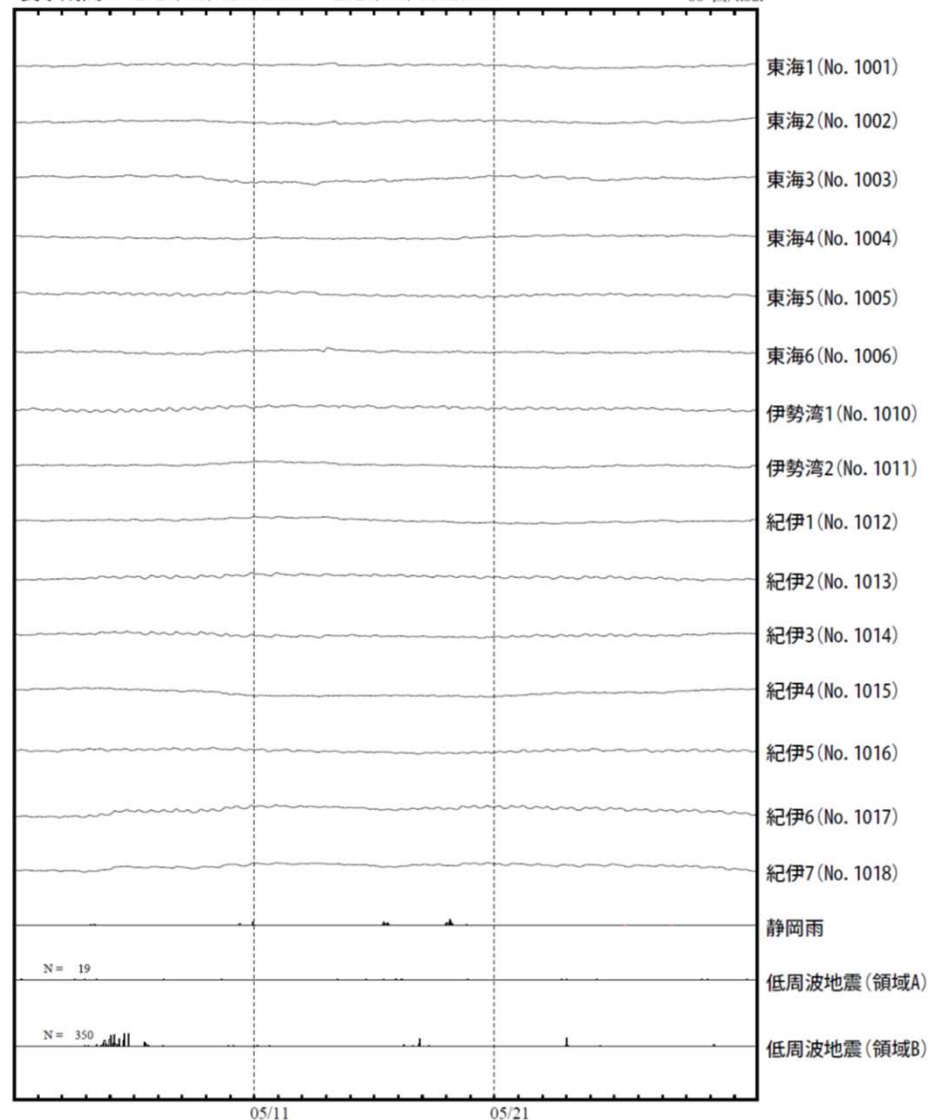 東海1(No. 1001)
東海2(No. 1002)
東海3(No. 1003)
東海4(No. 1004)
東海5(No. 1005)
東海6(No. 1006)
伊勢湾1(No. 1010)
伊勢湾2(No. 1011)
紀伊1(No. 1012)
紀伊2(No. 1013)
紀伊3(No. 1014)
紀伊4(No. 1015)
紀伊5(No. 1016)
紀伊6(No. 1017)
紀伊7(No. 1018)
静岡雨
N = 19
低周波地震(領域A)
N = 350
低周波地震(領域B)
05/11 05/21